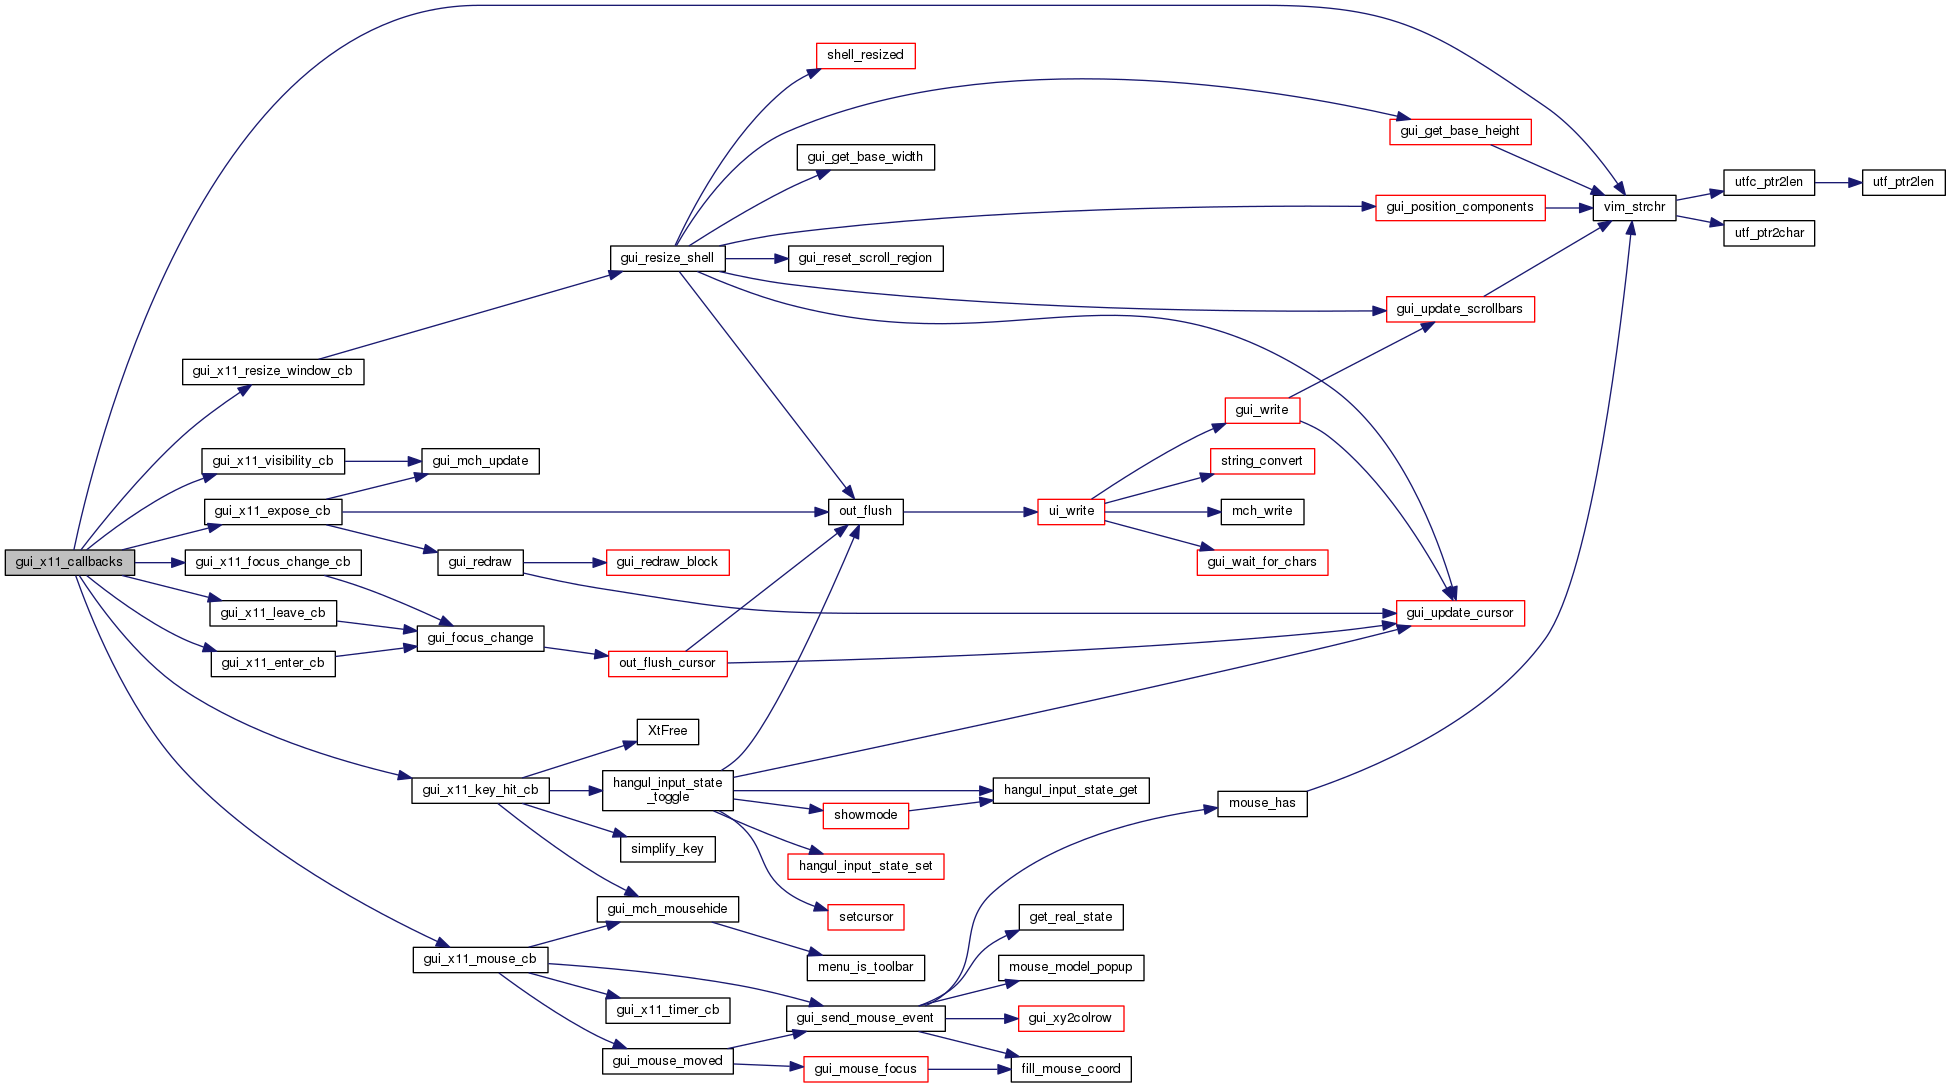 shell_resized
gui_get_base_height
gui_get_base_width
utfc_ptr2len
utf_ptr2len
gui_position_components
vim_strchr
utf_ptr2char
gui_resize_shell
gui_reset_scroll_region
gui_update_scrollbars
gui_x11_resize_window_cb
gui_write
gui_x11_visibility_cb
gui_mch_update
string_convert
gui_x11_expose_cb
out_flush
ui_write
mch_write
gui_x11_callbacks
gui_x11_focus_change_cb
gui_redraw
gui_redraw_block
gui_wait_for_chars
gui_x11_leave_cb
gui_focus_change
gui_update_cursor
gui_x11_enter_cb
out_flush_cursor
XtFree
gui_x11_key_hit_cb
hangul_input_state
_toggle
hangul_input_state_get
mouse_has
showmode
simplify_key
hangul_input_state_set
gui_mch_mousehide
setcursor
get_real_state
gui_x11_mouse_cb
menu_is_toolbar
mouse_model_popup
gui_x11_timer_cb
gui_send_mouse_event
gui_xy2colrow
gui_mouse_moved
gui_mouse_focus
fill_mouse_coord